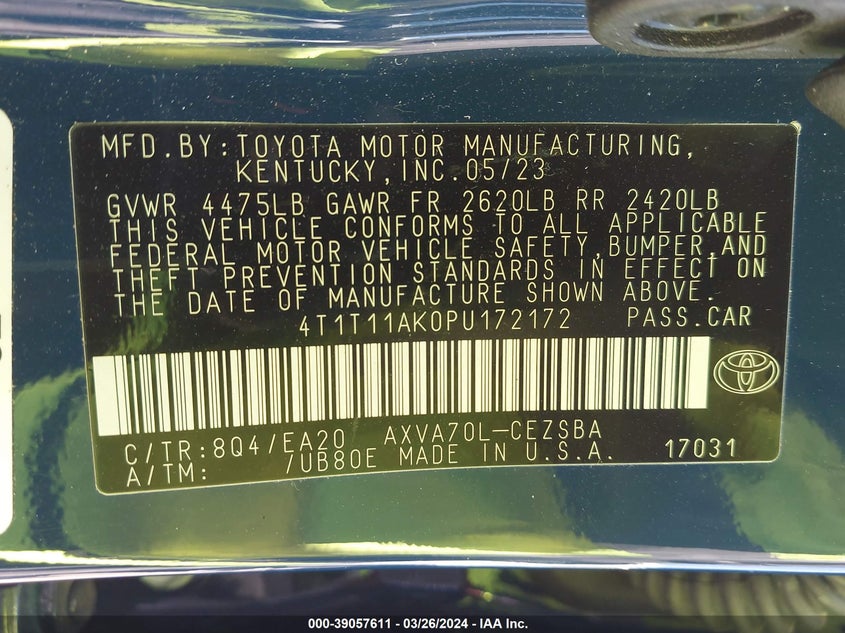 MFD.BY:TOYOTA MOTOR MANUFACTURING,
KENTUCKY,INC.05/23
GVWR 4475LB GAWR FR 2620LB RR 2420LB
THIS VEHICLE CONFORMS TO ALL APPLICABLE
FEDERAL MOTOR VEHICLE SAFETY,BUMPER,AND
THEFT PREVENTION STANDARDS IN EFFECT ON
THE DATE OF MANUFACTURE SHOWN ABOVE.
4T1T11AK0PU172172 PASS.CAR
C/TR:8Q4/EA20 AXVA70L-CEZSBA
A/TM: /UB80E MADE IN U.S.A. 17031
000-39057611 - 03/26/2024 - IAA Inc.